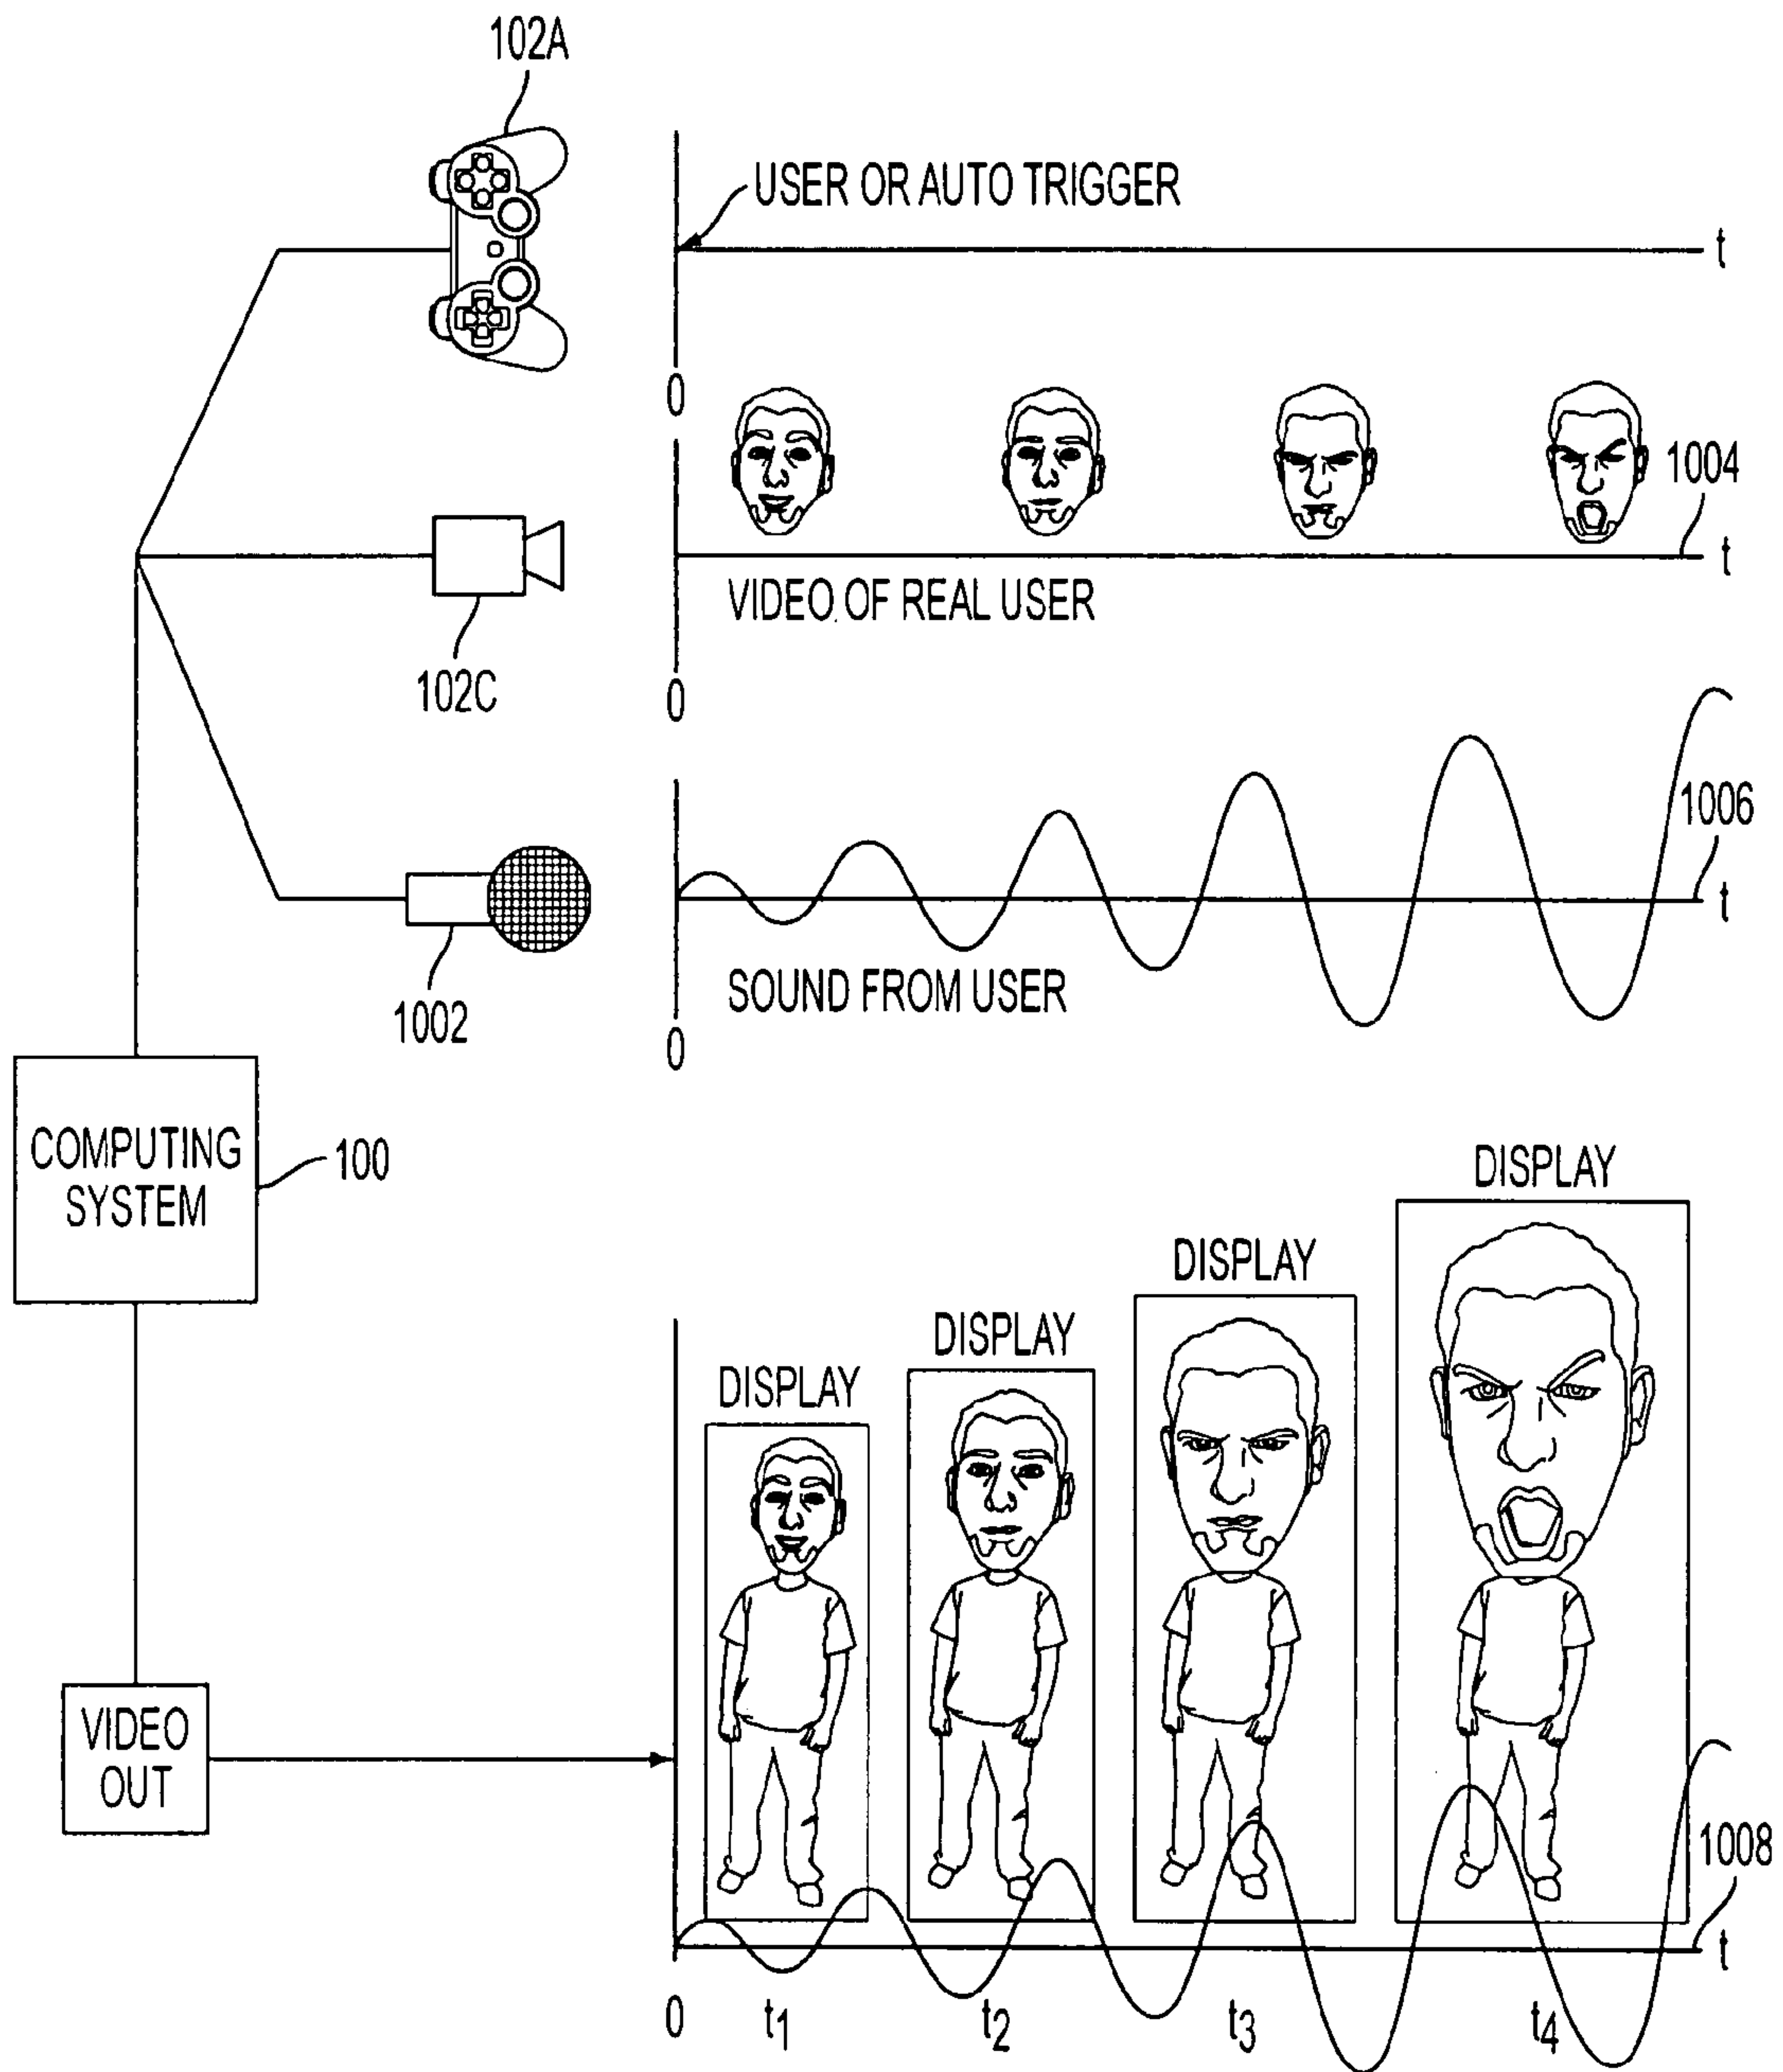 102A
USER OR AUTO TRIGGER
t
0
1004
t
VIDEO OF REAL USER
102C
0
1006
t
SOUND FROM USER
1002
0
COMPUTING
SYSTEM
100
DISPLAY
DISPLAY
DISPLAY
DISPLAY
VIDEO
OUT
1008
t
0 t1 t2 t3 t4